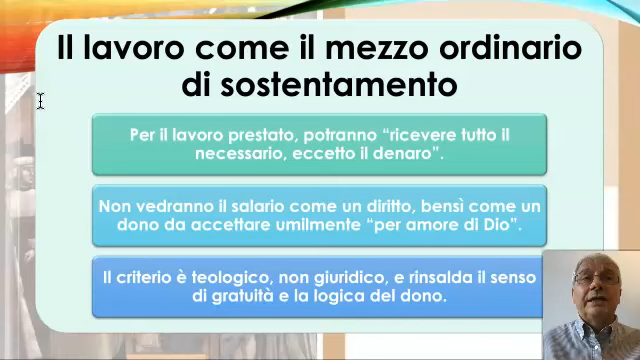 Il lavoro come il mezzo ordinario
di sostentamento
Per il lavoro prestato, potranno “ricevere tutto il
necessario, eccetto il denaro”.
Non vedranno il salario come un diritto, bensì come un
dono da accettare umilmente “per amore di Dio”.
Il criterio è teologico, non giuridico, e rinsalda il senso
di gratuità e la logica del dono.